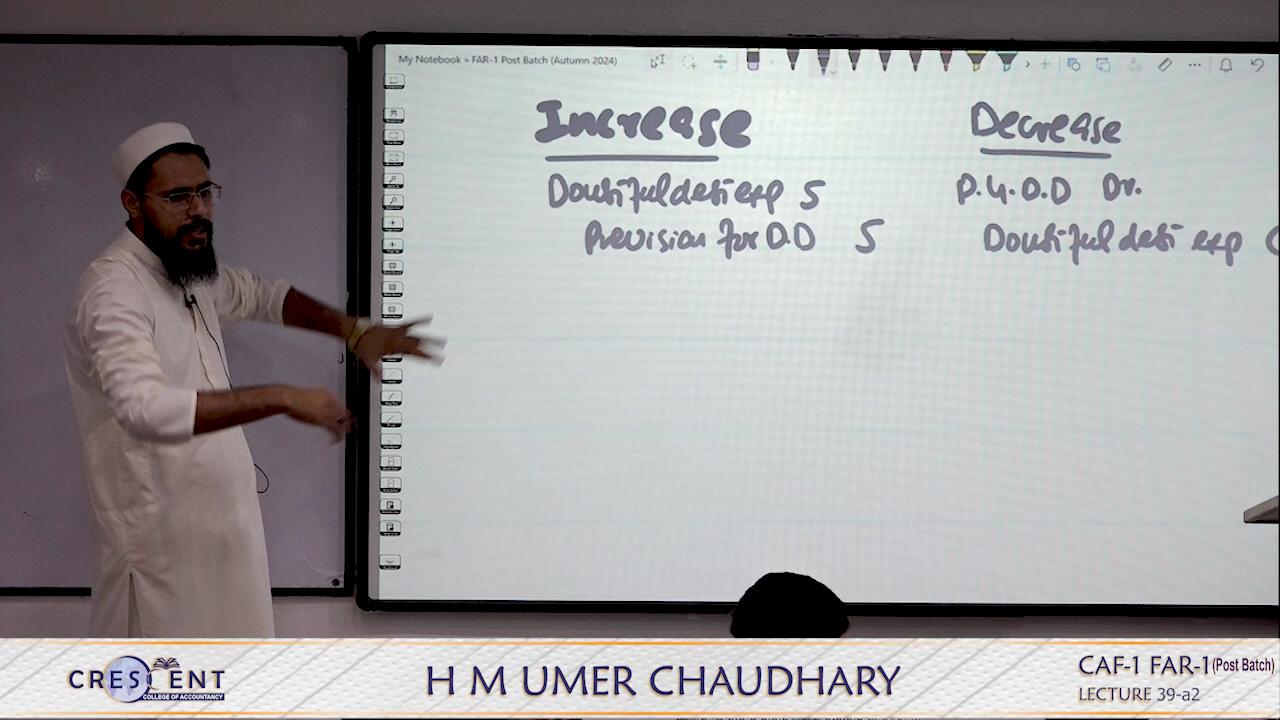 My Notebook » FAR-1 Post Batch (Autumn 2024)
Increase
Doubtful debt exp 5
Provision for D.D 5
Decrease
P.4.D.D Dr.
Doubtful debt exp
CRESCENT
COLLEGE OF ACCOUNTANCY
H M UMER CHAUDHARY
CAF-1 FAR-1 (Post Batch)
LECTURE 39-a2